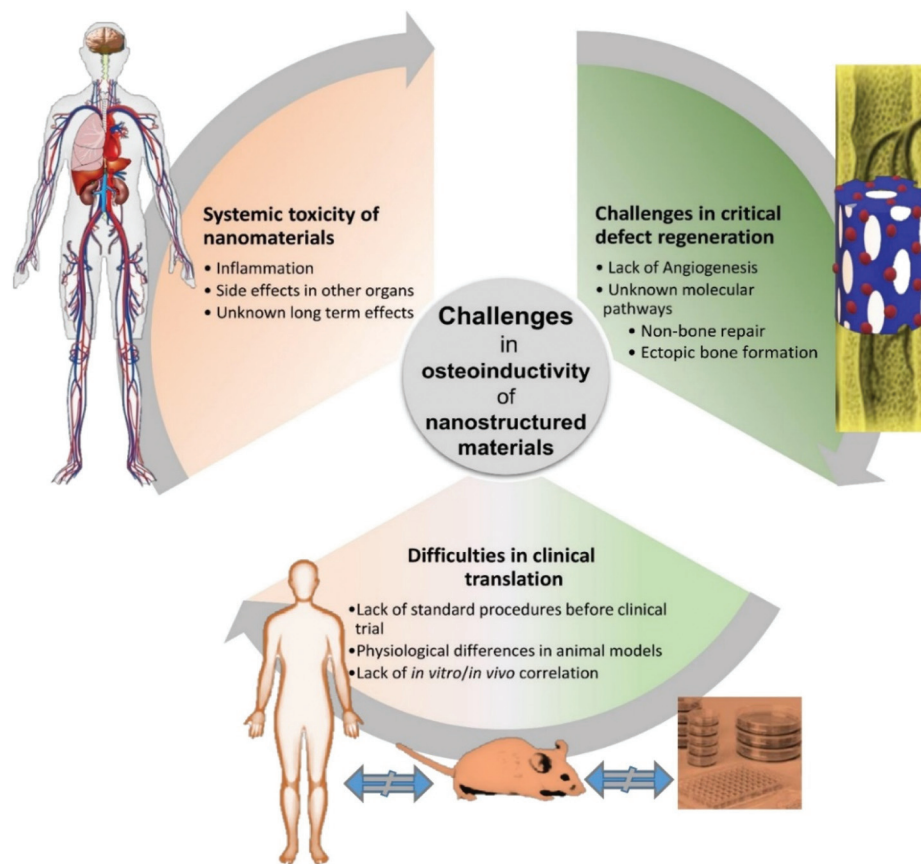 Systemic toxicity of
nanomaterials
• Inflammation
• Side effects in other organs
• Unknown long term effects
Challenges in critical
defect regeneration
• Lack of Angiogenesis
• Unknown molecular
pathways
• Non-bone repair
• Ectopic bone formation
Challenges
in
osteoinductivity
of
nanostructured
materials
Difficulties in clinical
translation
•Lack of standard procedures before clinical
trial
•Physiological differences in animal models
•Lack of in vitro/in vivo correlation